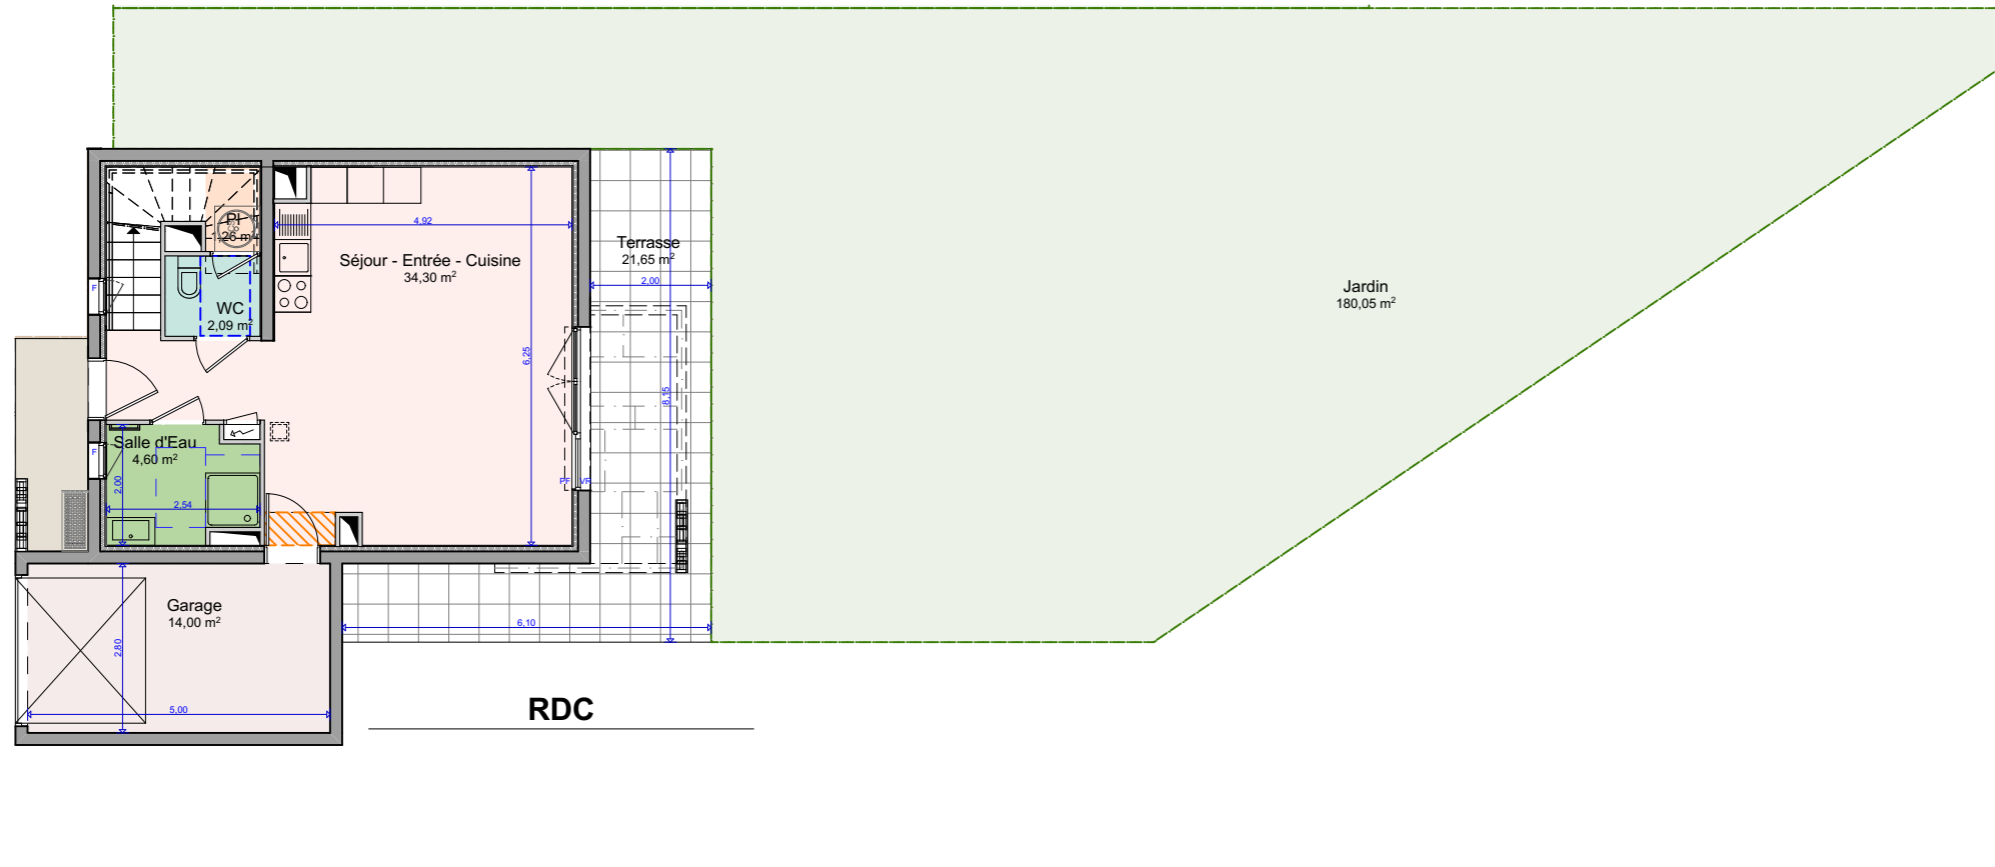 Pl
26 m
4,92
Terrasse
21,65 m²
Séjour - Entrée - Cuisine
34,30 m²
2,00
Jardin
180,05 m²
F
WC
2,09 m²
6,25
8,15
Salle d'Eau
4,60 m²
F
2,00
2,54
PF
VR
Garage
14,00 m²
6,10
2,80
5,00
RDC